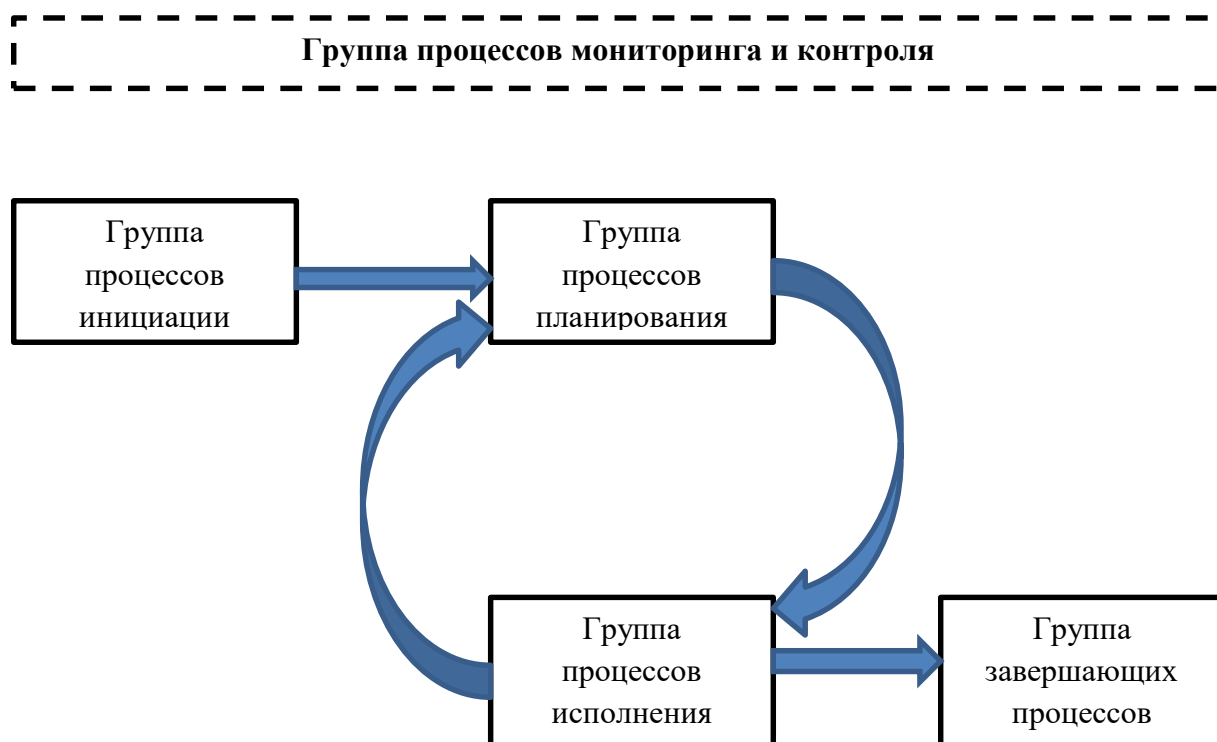 Группа процессов мониторинга и контроля
Группа
процессов
инициации
Группа
процессов
планирования
Группа
процессов
исполнения
Группа
завершающих
процессов